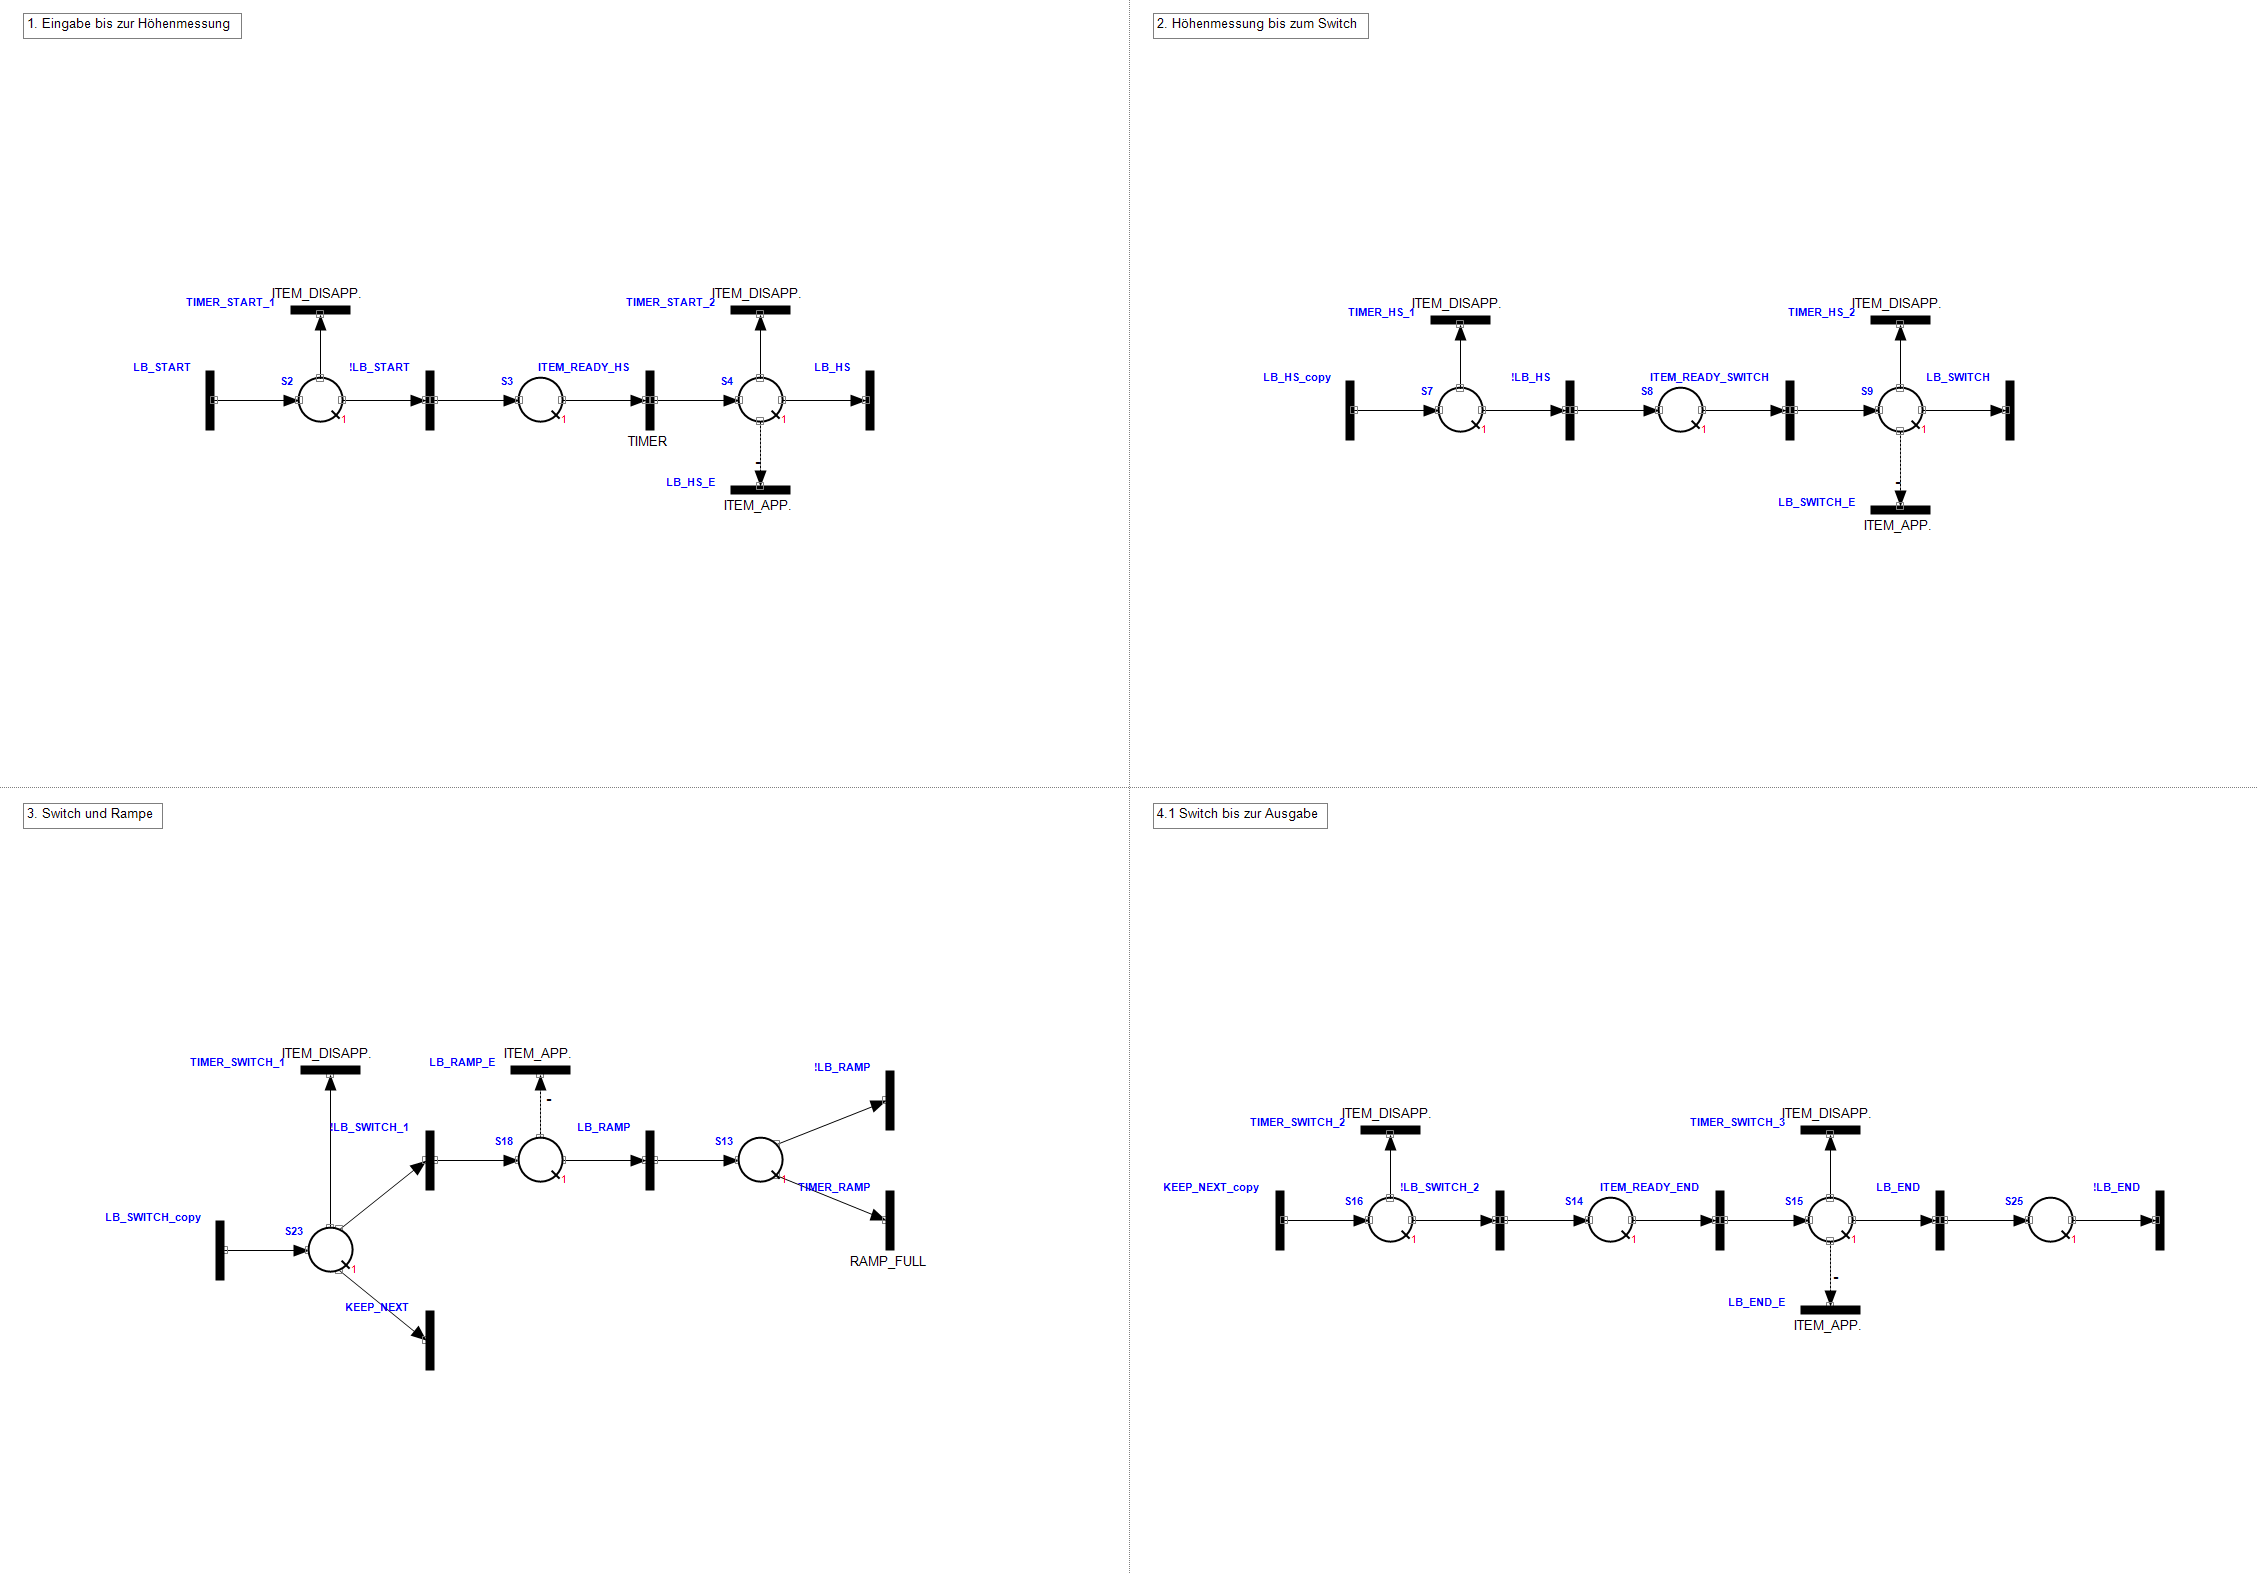 1. Eingabe bis zur Höhenmessung
ITEM_DISAPP.
TIMER_START_1
ITEM_DISAPP.
TIMER_START_2
LB_START
!LB_START
ITEM_READY_HS
LB_HS
S2
S3
S4
1
1
1
TIMER
LB_HS_E
ITEM_APP.
2. Höhenmessung bis zum Switch
ITEM_DISAPP.
TIMER_HS_1
ITEM_DISAPP.
TIMER_HS_2
LB_HS_copy
!LB_HS
ITEM_READY_SWITCH
LB_SWITCH
S7
S8
S9
1
1
1
LB_SWITCH_E
ITEM_APP.
3. Switch und Rampe
ITEM_DISAPP.
TIMER_SWITCH_1
ITEM_APP.
LB_RAMP_E
!LB_RAMP
!LB_SWITCH_1
LB_RAMP
S18
S13
1
1
TIMER_RAMP
LB_SWITCH_copy
S23
1
RAMP_FULL
KEEP_NEXT
4.1 Switch bis zur Ausgabe
ITEM_DISAPP.
TIMER_SWITCH_2
ITEM_DISAPP.
TIMER_SWITCH_3
KEEP_NEXT_copy
!LB_SWITCH_2
ITEM_READY_END
LB_END
!LB_END
S16
S14
S15
S25
1
1
1
1
LB_END_E
ITEM_APP.